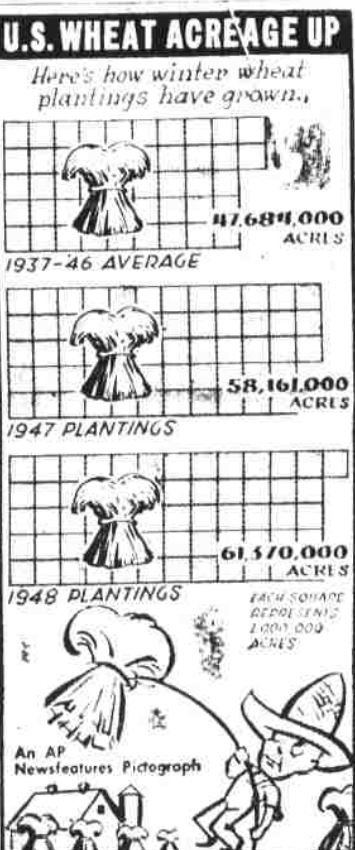 U.S. WHEAT ACREAGE UP
Here's how winter wheat
plantings have grown..
47,684,000
ACRES
1937-46 AVERAGE
58,161,000
ACRES
1947 PLANTINGS
61,370,000
ACRES
1948 PLANTINGS
EACH SQUARE
REPRESENTS
1,000,000
ACRES
An AP
Newsfeatures Pictograph